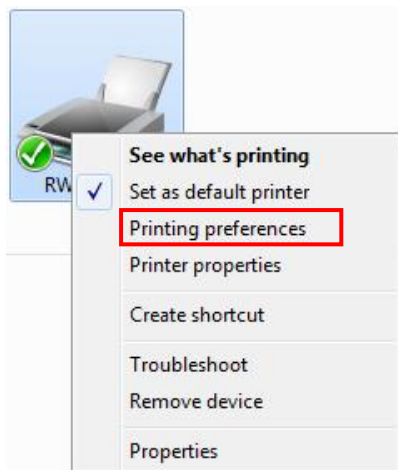 See what's printing
RW
Set as default printer
Printing preferences
Printer properties
Create shortcut
Troubleshoot
Remove device
Properties